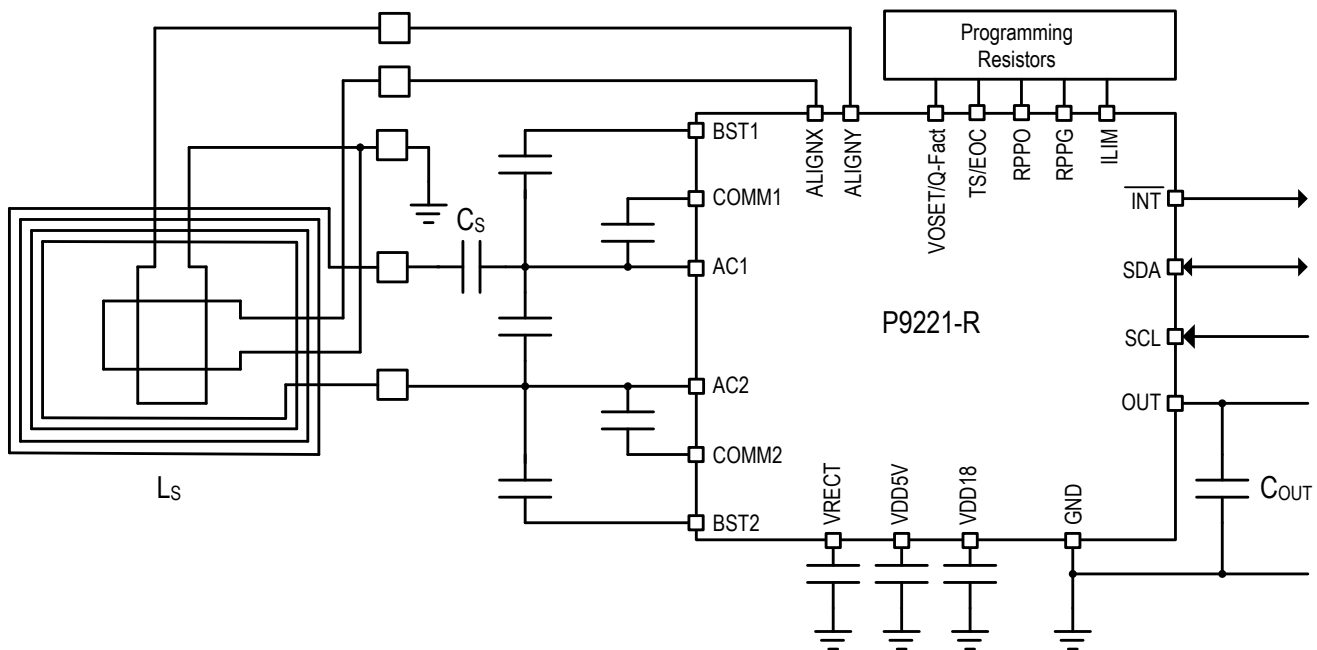 Programming
Resistors
BST1
COMM1
AC1
AC2
COMM2
BST2
ALIGNX
ALIGNY
VOSET/Q-Fact
TS/EOC
RPPO
RPPG
ILIM
INT
SDA
SCL
OUT
P9221-R
VRECT
VDD5V
VDD18
GND
CS
LS
COUT